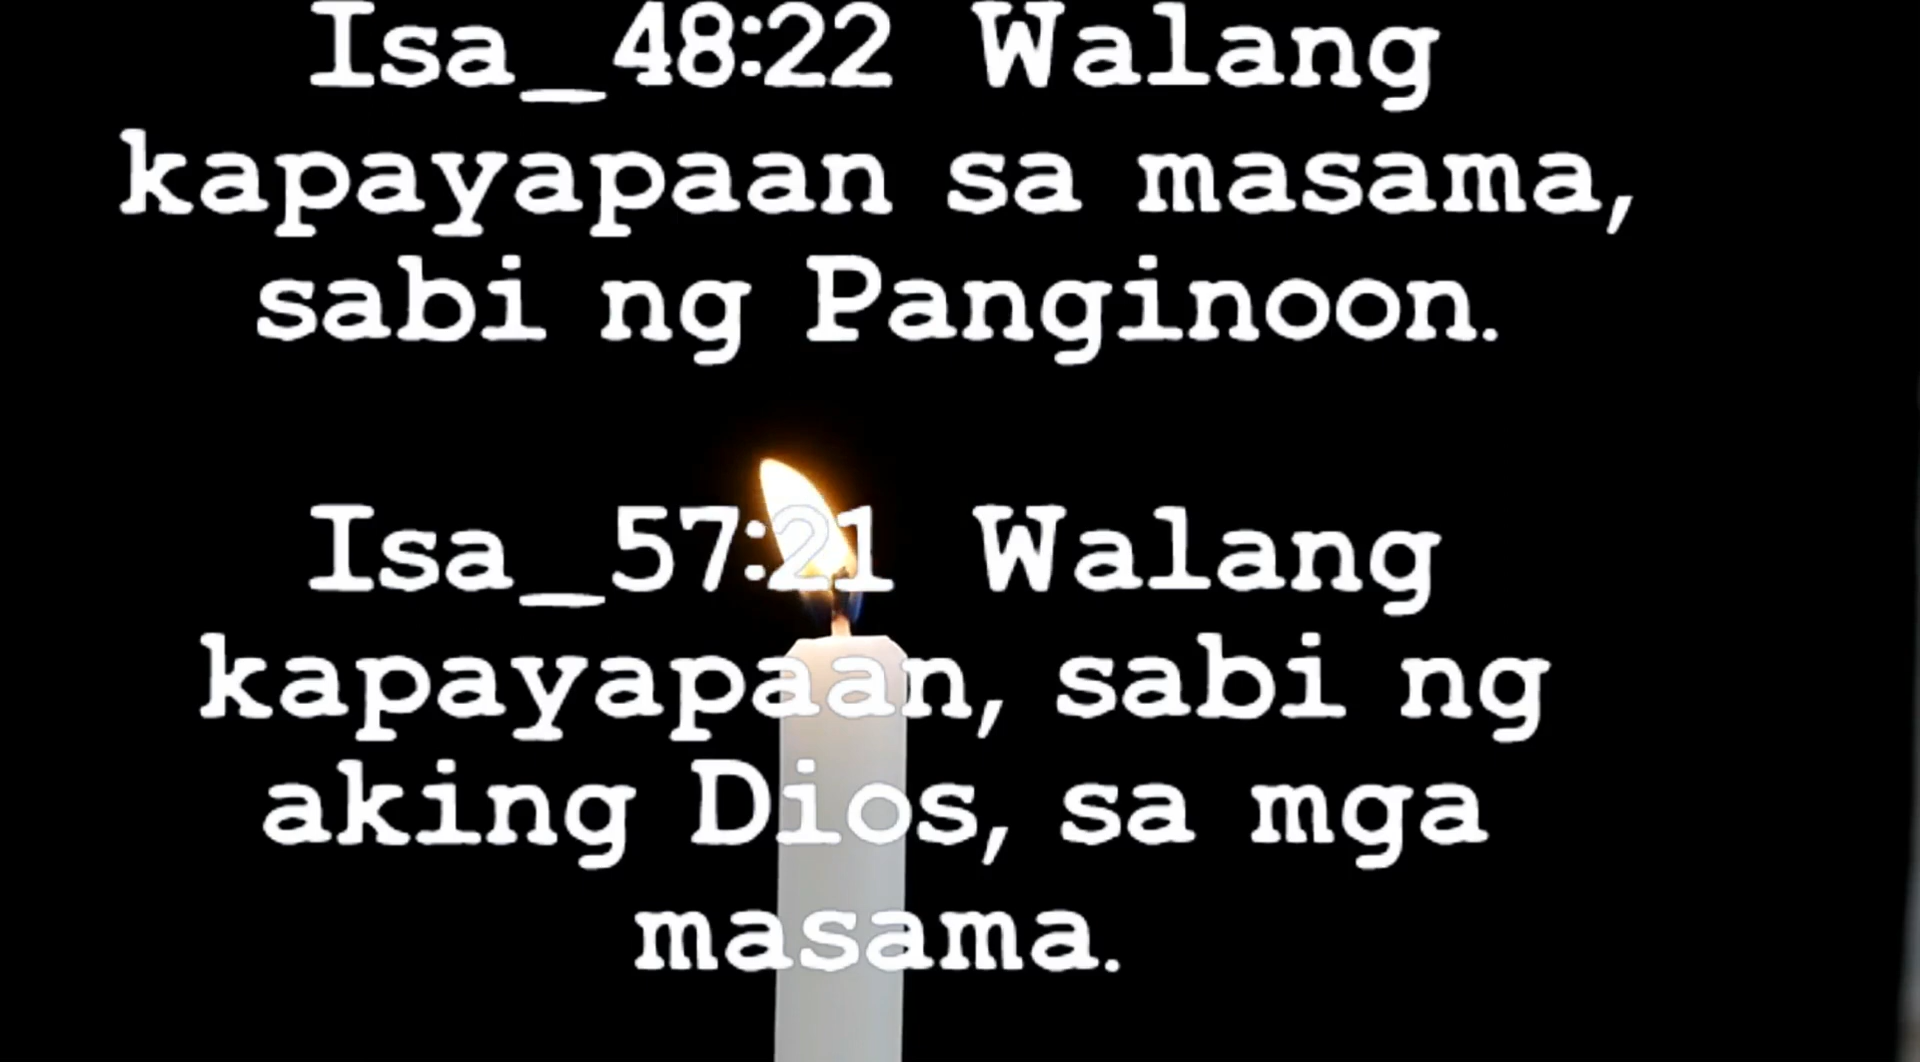 Isa_48:22 Walang
kapayapaan sa masama,
sabi ng Panginoon.
Isa_57:21 Walang
kapayapaan, sabi ng
aking Dios, sa mga
masama.